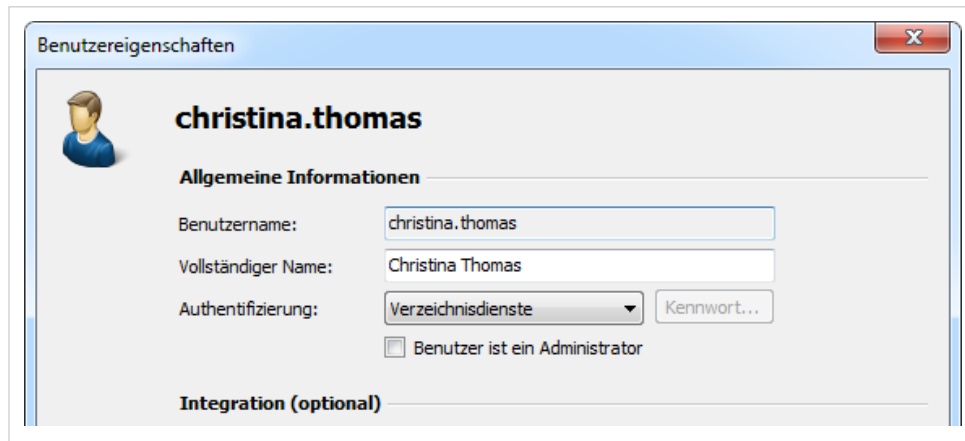 Benutzereigenschaften
christina.thomas
Allgemeine Informationen
Benutzername: christina.thomas
Vollständiger Name: Christina Thomas
Authentifizierung: Verzeichnisdienste Kennwort...
Benutzer ist ein Administrator
Integration (optional)